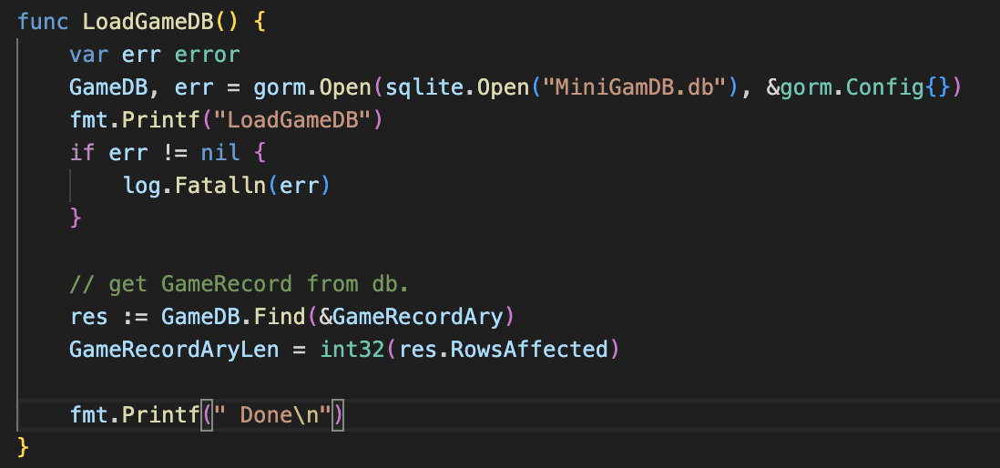 func LoadGameDB() {
    var err error
    GameDB, err = gorm.Open(sqlite.Open("MiniGamDB.db"), &gorm.Config{})
    fmt.Printf("LoadGameDB")
    if err != nil {
        log.Fatalln(err)
    }

    // get GameRecord from db.
    res := GameDB.Find(&GameRecordAry)
    GameRecordAryLen = int32(res.RowsAffected)

    fmt.Printf(" Done\n")
}